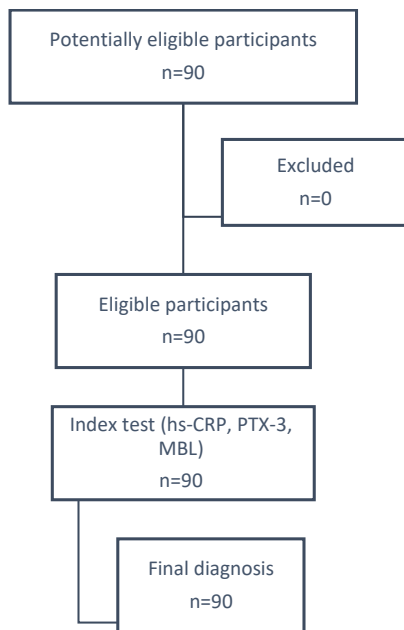 Potentially eligible participants
n=90
Excluded
n=0
Eligible participants
n=90
Index test (hs-CRP, PTX-3,
MBL)
n=90
Final diagnosis
n=90